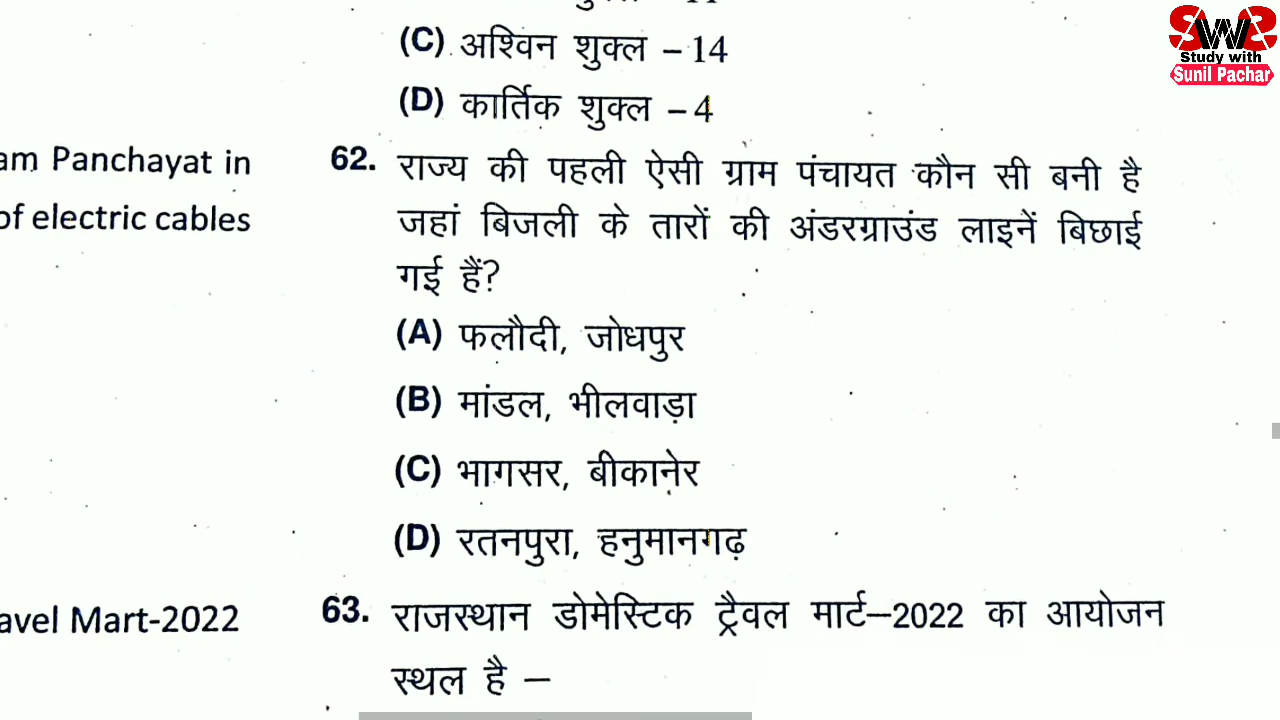 (C) अश्विन शुक्ल – 14
(D) कार्तिक शुक्ल – 4
am Panchayat in
of electric cables
62. राज्य की पहली ऐसी ग्राम पंचायत कौन सी बनी है
जहां बिजली के तारों की अंडरग्राउंड लाइनें बिछाई
गई हैं?
(A) फलौदी, जोधपुर
(B) मांडल, भीलवाड़ा
(C) भागसर, बीकानेर
(D) रतनपुरा, हनुमानगढ़
avel Mart-2022
63. राजस्थान डोमेस्टिक ट्रैवल मार्ट–2022 का आयोजन
स्थल है –
SWS
Study with
Sunil Pachar